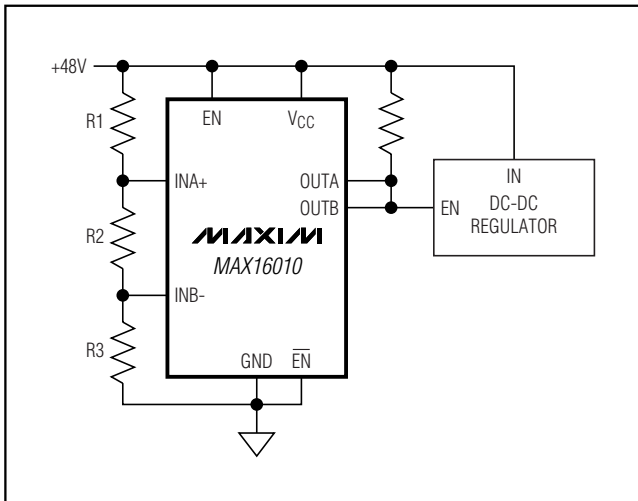 +48V
R1
EN
VCC
INA+
OUTA
IN
OUTB
EN
DC-DC
REGULATOR
R2
MAXIM
MAX16010
INB-
R3
GND
EN